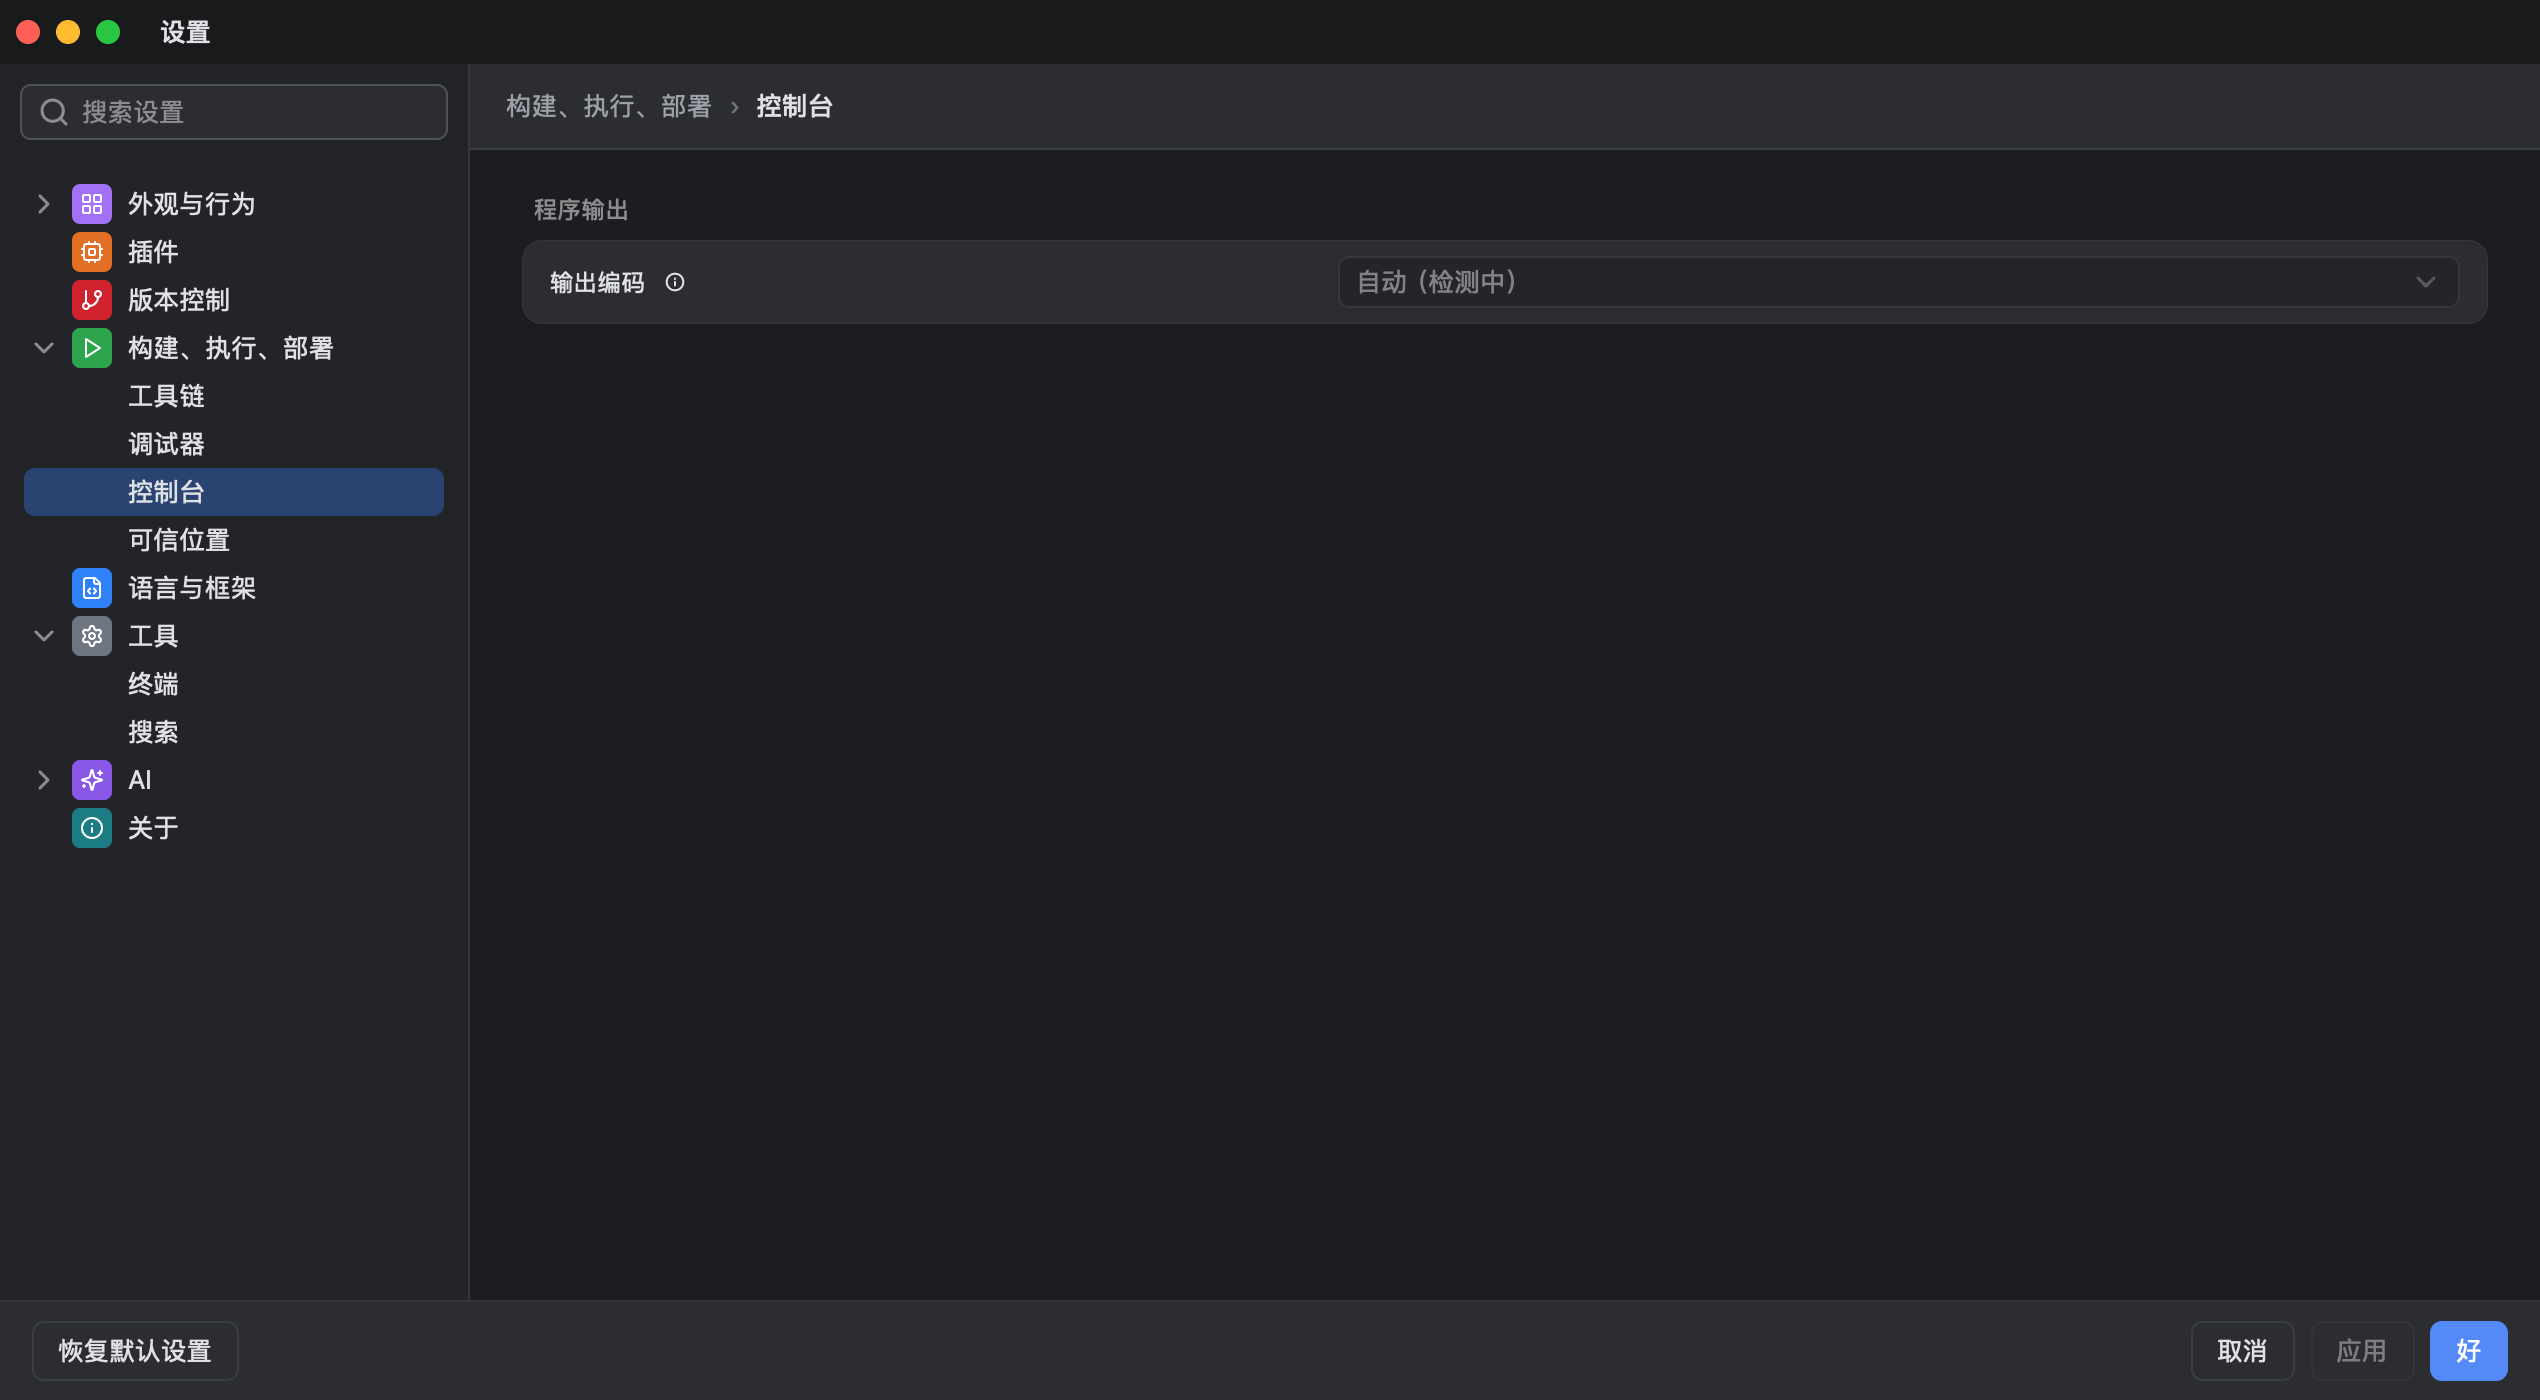 设置
搜索设置
外观与行为
插件
版本控制
构建、执行、部署
工具链
调试器
控制台
可信位置
语言与框架
工具
终端
搜索
AI
关于
构建、执行、部署 › 控制台
程序输出
输出编码
自动（检测中）
恢复默认设置
取消
应用
好